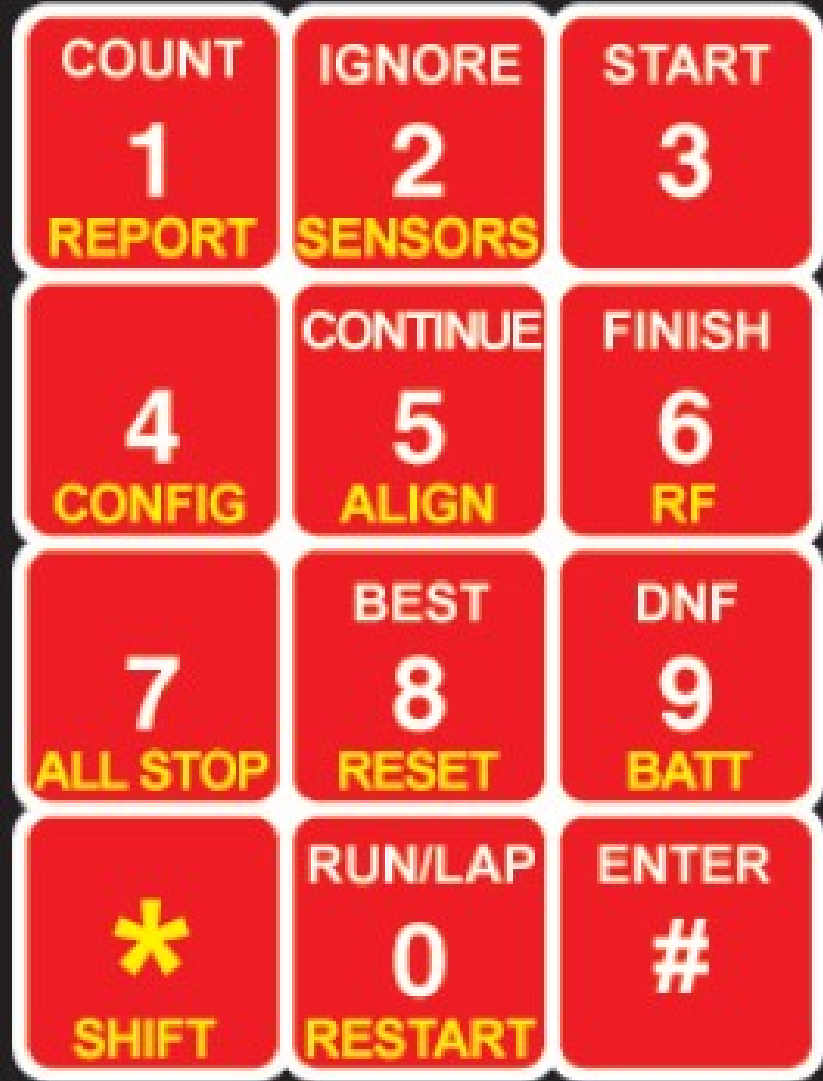 COUNT
1
REPORT
IGNORE
2
SENSORS
START
3
4
CONFIG
CONTINUE
5
ALIGN
FINISH
6
RF
7
ALL STOP
BEST
8
RESET
DNF
9
BATT
*
SHIFT
RUN/LAP
0
RESTART
ENTER
#